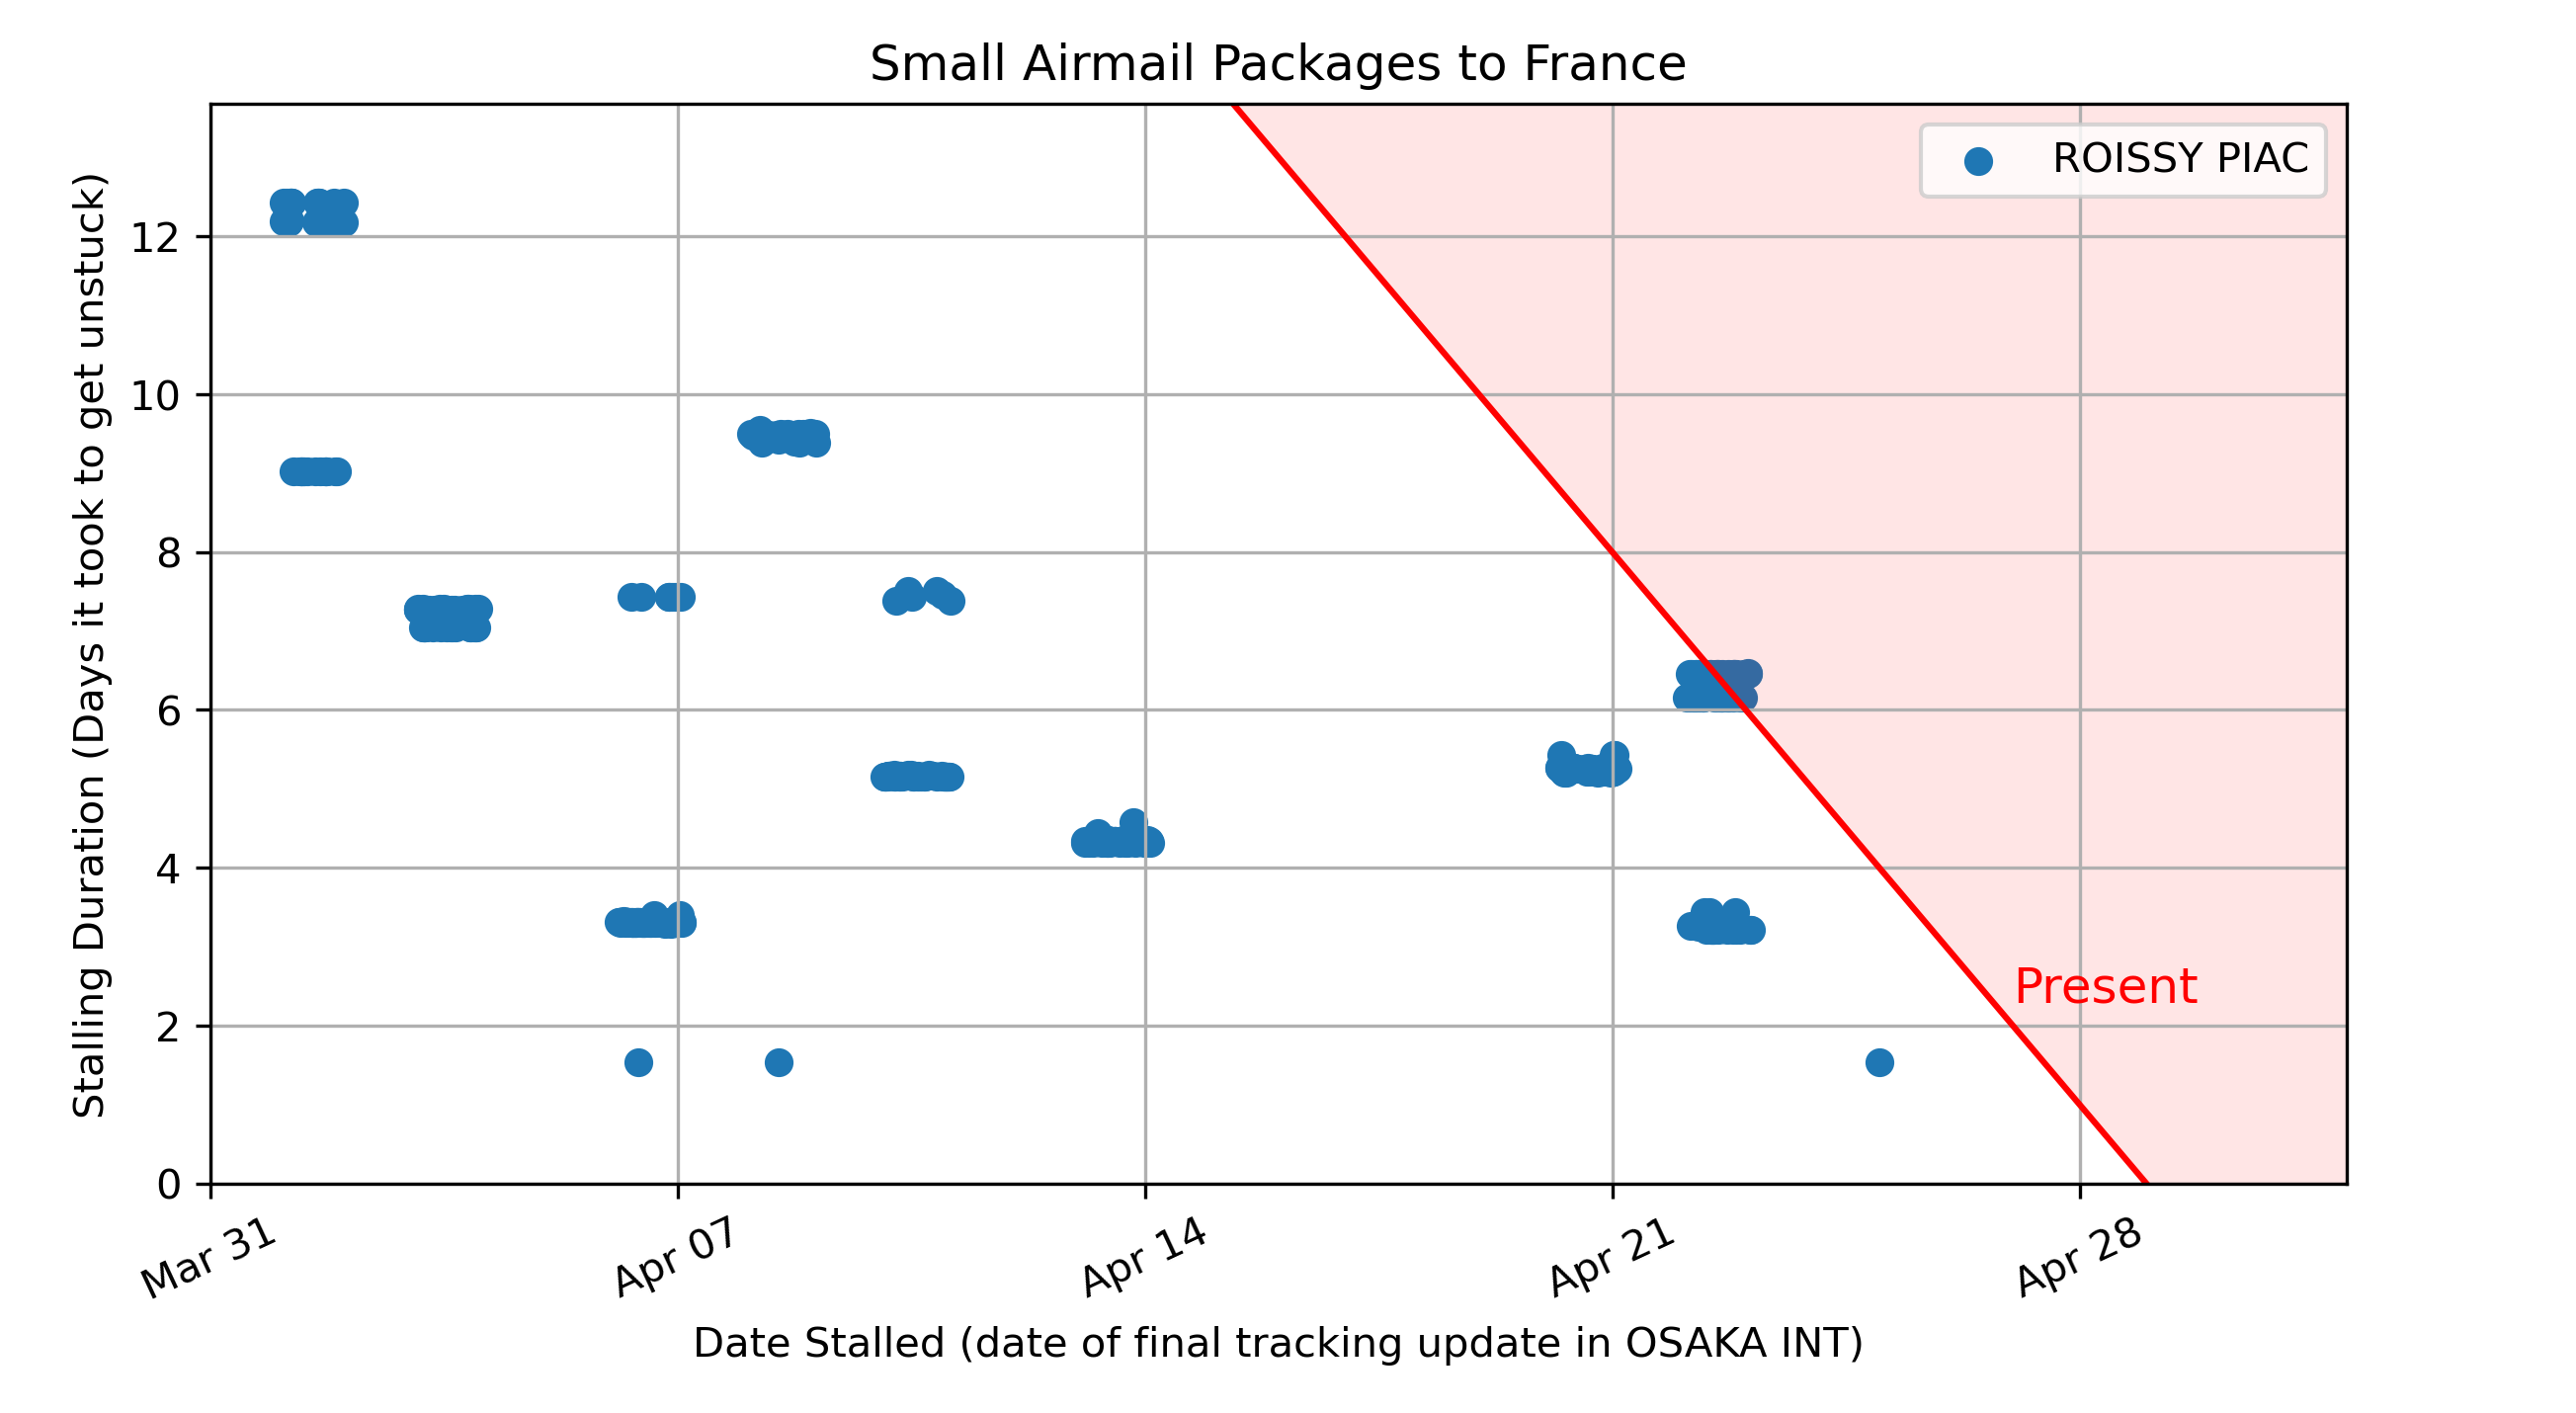 Small Airmail Packages to France
ROISSY PIAC
Stalling Duration (Days it took to get unstuck)
12
10
8
6
4
2
0
Present
Mar 31
Apr 07
Apr 14
Apr 21
Apr 28
Date Stalled (date of final tracking update in OSAKA INT)